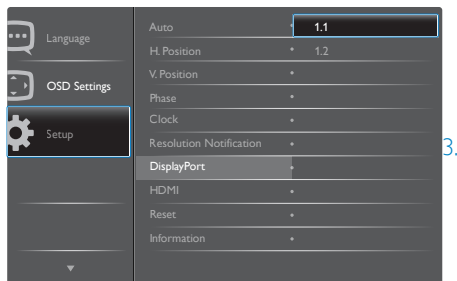 Language
OSD Settings
Setup
Auto
H. Position
V. Position
Phase
Clock
Resolution Notification
DisplayPort
HDMI
Reset
Information
1.1
1.2
3.